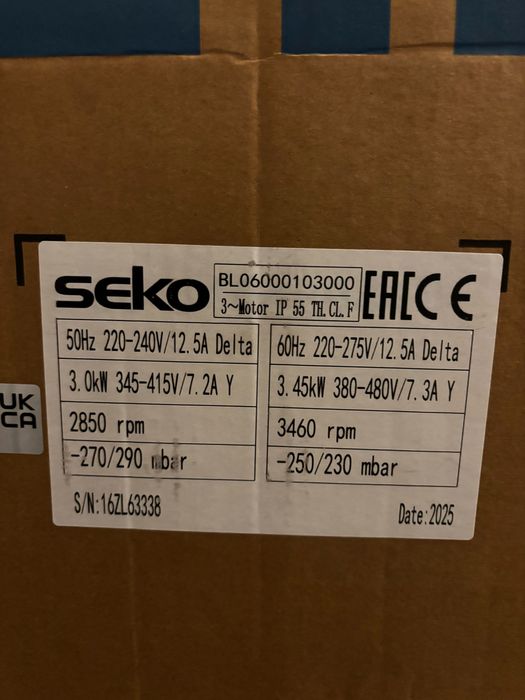 seko
BL06000103000
3~Motor IP 55 TH.CL.F
EAC CE
50Hz 220-240V/12.5A Delta
3.0kW 345-415V/7.2A Y
2850 rpm
-270/290 mbar
60Hz 220-275V/12.5A Delta
3.45kW 380-480V/7.3A Y
3460 rpm
-250/230 mbar
UK
CA
S/N:16ZL63338
Date:2025